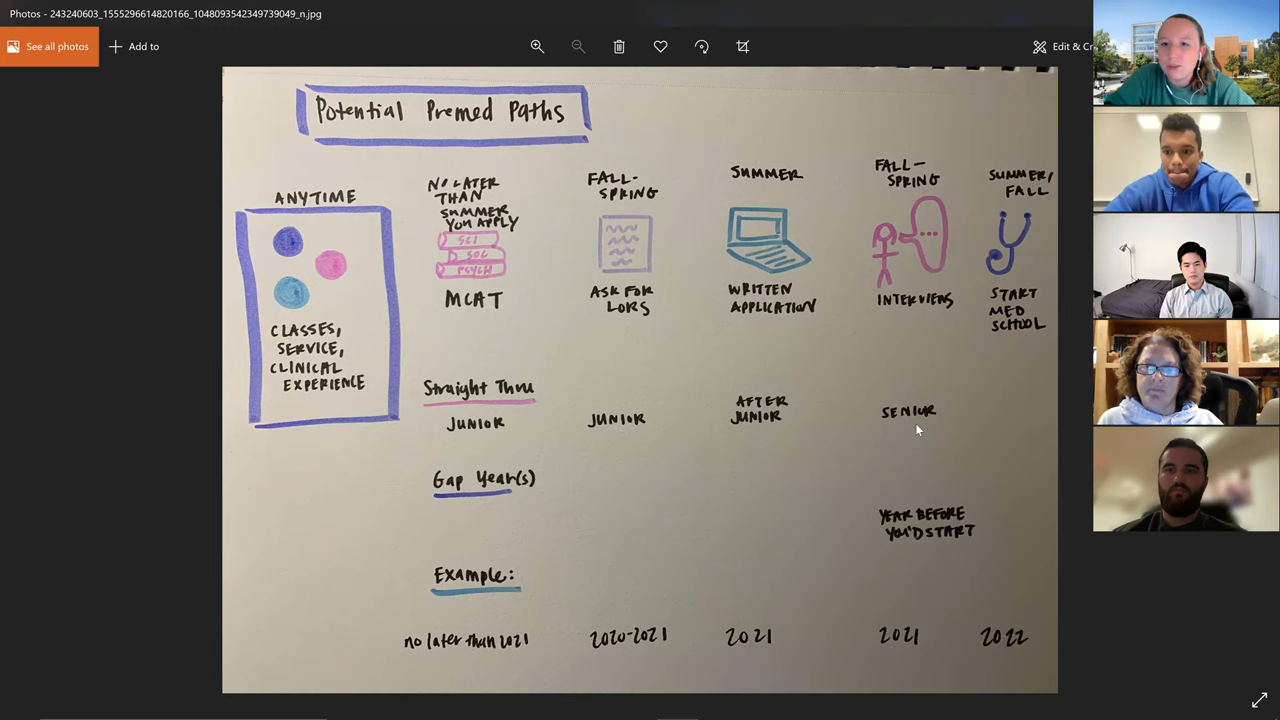 Photos - 243240603_1555296614820166_1048093542349739049_n.jpg
See all photos
Add to
Edit & Cr
Potential Premed Paths
ANYTIME
CLASSES,
SERVICE,
CLINICAL
EXPERIENCE
NO LATER
THAN
SUMMER
YOU APPLY
SCI
SOC
PSYCH
MCAT
FALL-
SPRING
ASK FOR
LORS
SUMMER
WRITTEN
APPLICATION
FALL-
SPRING
INTERVIEWS
SUMMER/
FALL
START
MED
SCHOOL
Straight Thru
JUNIOR
JUNIOR
AFTER
JUNIOR
SENIOR
Gap Year(s)
YEAR BEFORE
YOU'D START
Example:
no later than 2021
2020-2021
2021
2021
2022